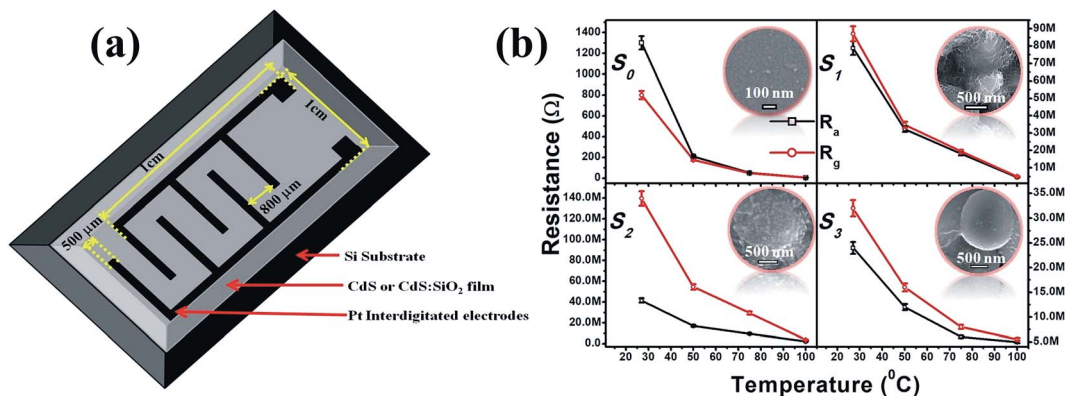 (a)
1cm
1cm
800 μm
500 μm
Si Substrate
CdS or CdS:SiO2 film
Pt Interdigitated electrodes
(b)
Resistance (Ω)
1400
1200
1000
800
600
400
200
0
S0
100 nm
S1
500 nm
Ra
Rg
90M
80M
70M
60M
50M
40M
30M
20M
10M
0
140.0M
120.0M
100.0M
80.0M
60.0M
40.0M
20.0M
0.0
S2
500 nm
S3
500 nm
35.0M
30.0M
25.0M
20.0M
15.0M
10.0M
5.0M
20 30 40 50 60 70 80 90 100
20 30 40 50 60 70 80 90 100
Temperature (0C)